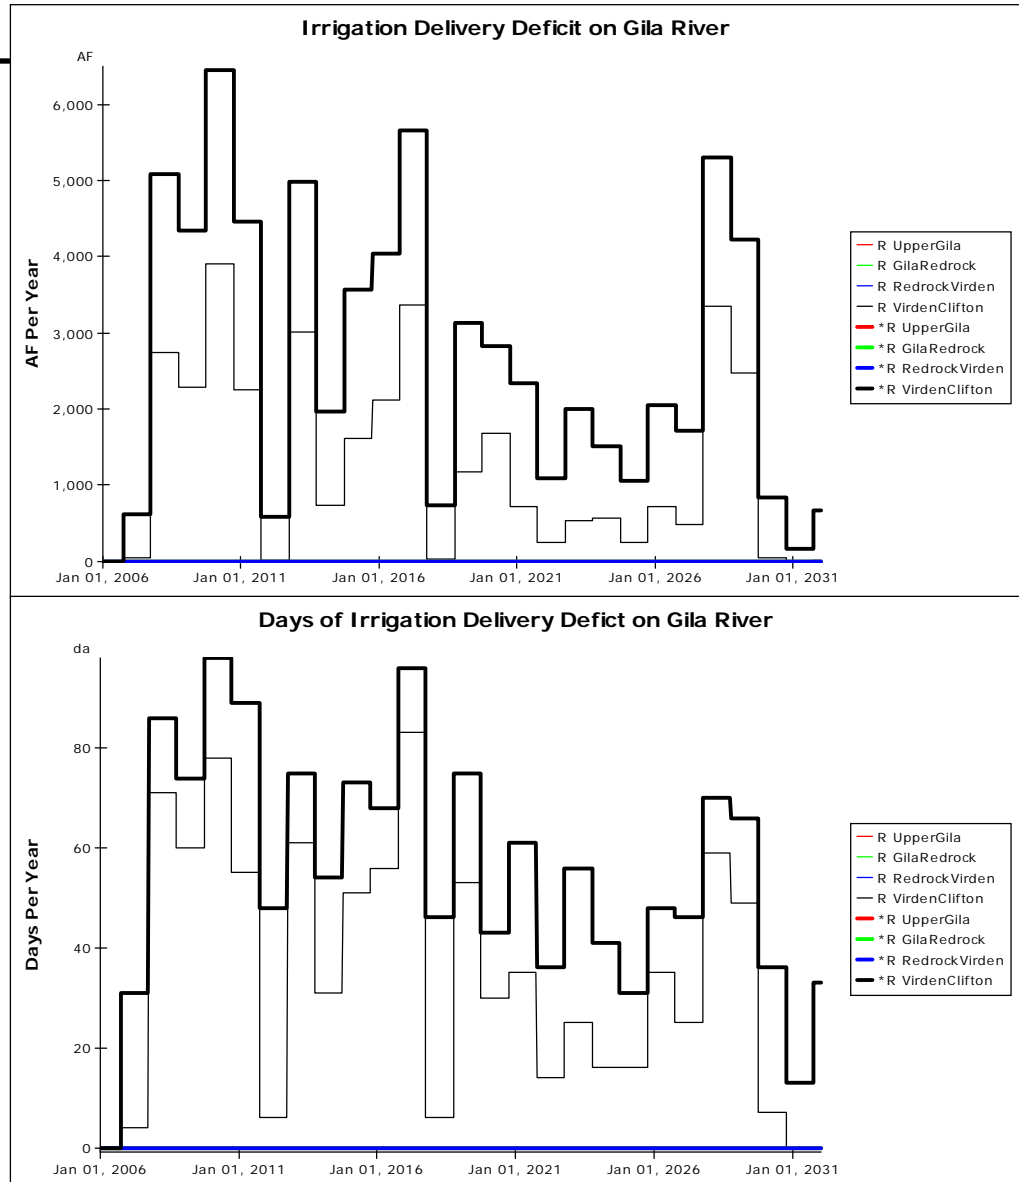 Irrigation Delivery Deficit on Gila River
AF
6,000
5,000
4,000
3,000
2,000
1,000
0
AF Per Year
Jan 01, 2006
Jan 01, 2011
Jan 01, 2016
Jan 01, 2021
Jan 01, 2026
Jan 01, 2031
R UpperGila
R GilaRedrock
R RedrockVirden
R VirdenClifton
*R UpperGila
*R GilaRedrock
*R RedrockVirden
*R VirdenClifton
Days of Irrigation Delivery Defict on Gila River
da
80
60
40
20
0
Days Per Year
Jan 01, 2006
Jan 01, 2011
Jan 01, 2016
Jan 01, 2021
Jan 01, 2026
Jan 01, 2031
R UpperGila
R GilaRedrock
R RedrockVirden
R VirdenClifton
*R UpperGila
*R GilaRedrock
*R RedrockVirden
*R VirdenClifton